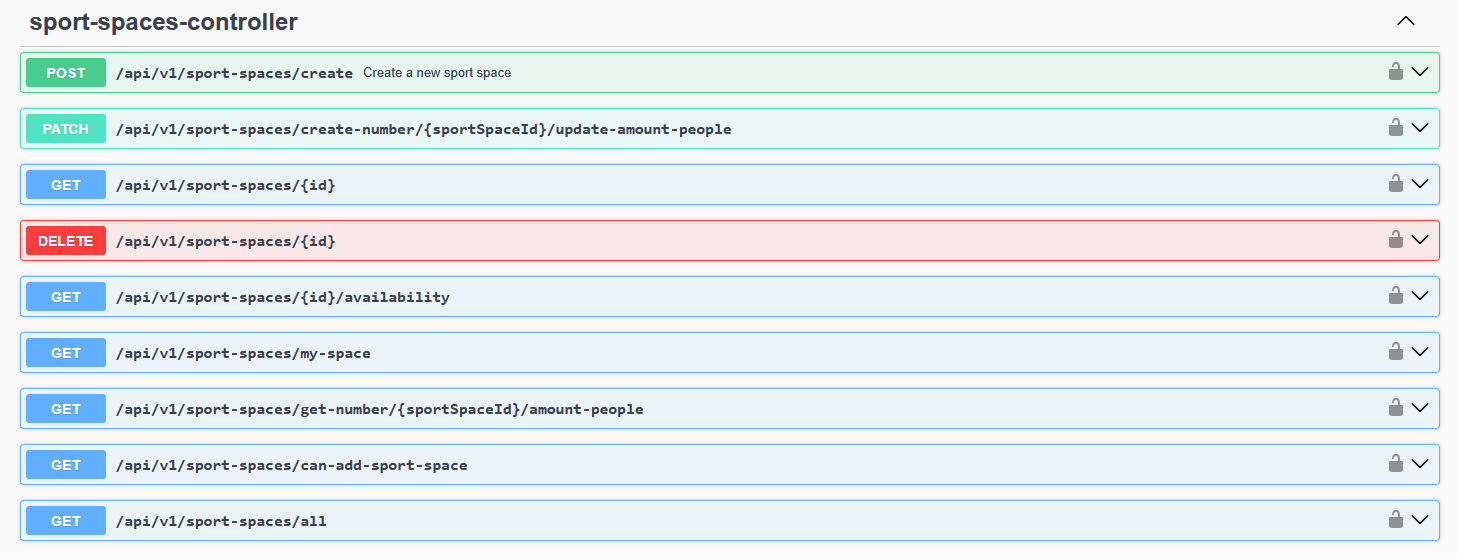 sport-spaces-controller
POST /api/v1/sport-spaces/create Create a new sport space
PATCH /api/v1/sport-spaces/create-number/{sportSpaceId}/update-amount-people
GET /api/v1/sport-spaces/{id}
DELETE /api/v1/sport-spaces/{id}
GET /api/v1/sport-spaces/{id}/availability
GET /api/v1/sport-spaces/my-space
GET /api/v1/sport-spaces/get-number/{sportSpaceId}/amount-people
GET /api/v1/sport-spaces/can-add-sport-space
GET /api/v1/sport-spaces/all